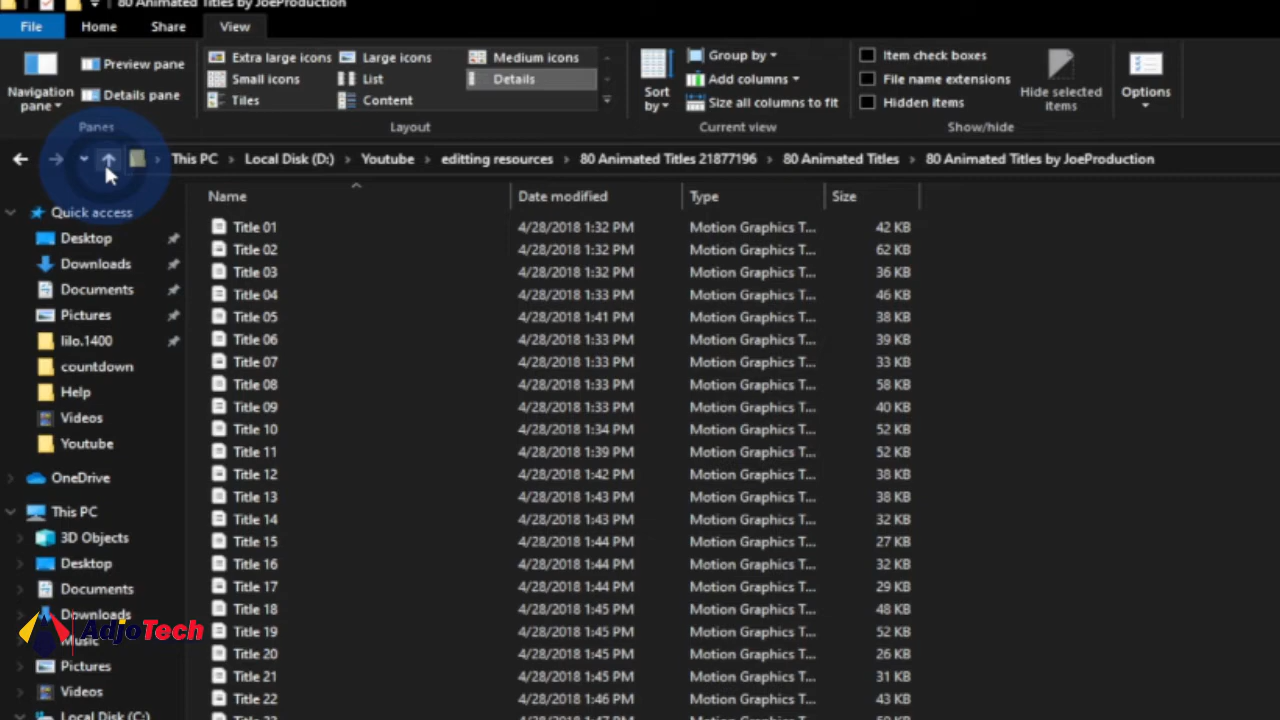 80 Animated Titles by JoeProduction
File Home Share View
Navigation pane
Preview pane
Details pane
Panes
Extra large icons Large icons Medium icons
Small icons List Details
Tiles Content
Layout
Sort by
Group by
Add columns
Size all columns to fit
Current view
Item check boxes
File name extensions
Hidden items
Hide selected items
Show/hide
Options
This PC > Local Disk (D:) > Youtube > editting resources > 80 Animated Titles 21877196 > 80 Animated Titles > 80 Animated Titles by JoeProduction
Quick access
Desktop
Downloads
Documents
Pictures
lilo.1400
countdown
Help
Videos
Youtube
OneDrive
This PC
3D Objects
Desktop
Documents
Downloads
Music
Pictures
Videos
Local Disk (C:)
AdjoTech
Name Date modified Type Size
Title 01 4/28/2018 1:32 PM Motion Graphics T... 42 KB
Title 02 4/28/2018 1:32 PM Motion Graphics T... 62 KB
Title 03 4/28/2018 1:32 PM Motion Graphics T... 36 KB
Title 04 4/28/2018 1:33 PM Motion Graphics T... 46 KB
Title 05 4/28/2018 1:41 PM Motion Graphics T... 38 KB
Title 06 4/28/2018 1:33 PM Motion Graphics T... 39 KB
Title 07 4/28/2018 1:33 PM Motion Graphics T... 33 KB
Title 08 4/28/2018 1:33 PM Motion Graphics T... 58 KB
Title 09 4/28/2018 1:33 PM Motion Graphics T... 40 KB
Title 10 4/28/2018 1:34 PM Motion Graphics T... 52 KB
Title 11 4/28/2018 1:39 PM Motion Graphics T... 52 KB
Title 12 4/28/2018 1:42 PM Motion Graphics T... 38 KB
Title 13 4/28/2018 1:43 PM Motion Graphics T... 38 KB
Title 14 4/28/2018 1:43 PM Motion Graphics T... 32 KB
Title 15 4/28/2018 1:44 PM Motion Graphics T... 27 KB
Title 16 4/28/2018 1:44 PM Motion Graphics T... 32 KB
Title 17 4/28/2018 1:44 PM Motion Graphics T... 29 KB
Title 18 4/28/2018 1:45 PM Motion Graphics T... 48 KB
Title 19 4/28/2018 1:45 PM Motion Graphics T... 52 KB
Title 20 4/28/2018 1:45 PM Motion Graphics T... 26 KB
Title 21 4/28/2018 1:45 PM Motion Graphics T... 31 KB
Title 22 4/28/2018 1:46 PM Motion Graphics T... 43 KB